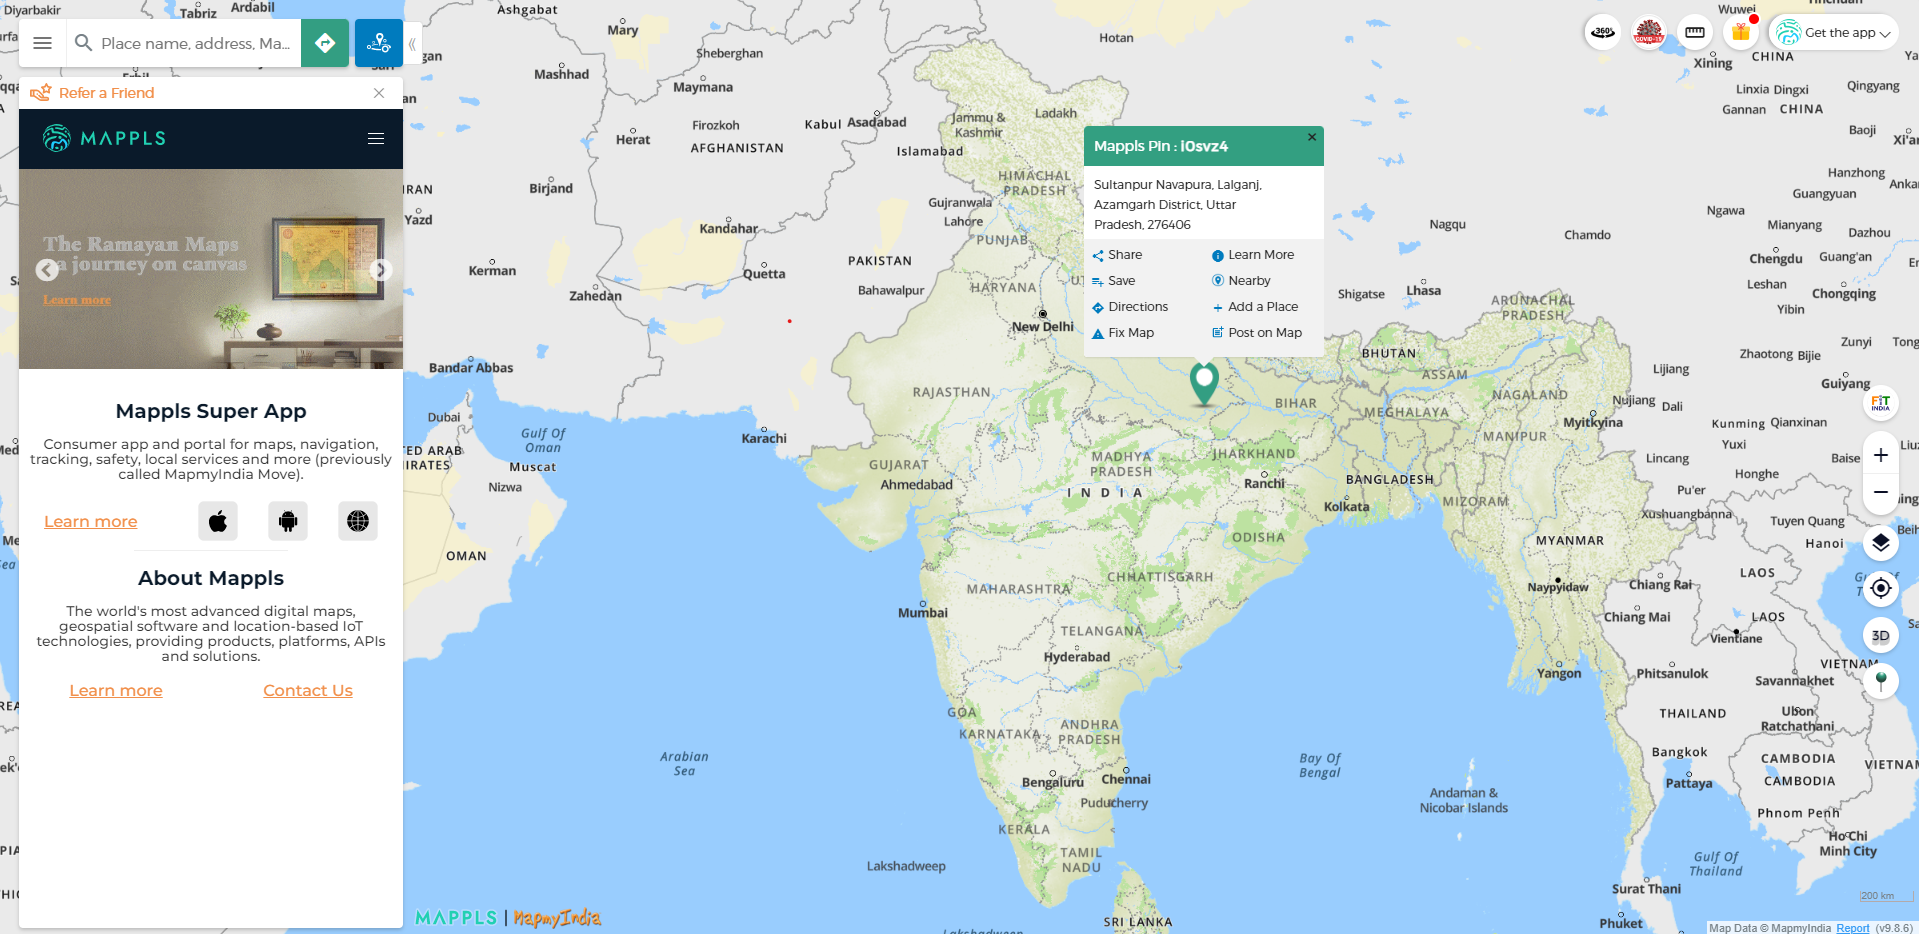 Place name, address, Ma...
Refer a Friend
MAPPLS
The Ramayan Maps
a journey on canvas
Learn more
Mappls Super App
Consumer app and portal for maps, navigation,
tracking, safety, local services and more (previously
called MapmyIndia Move).
Learn more
About Mappls
The world's most advanced digital maps,
geospatial software and location-based IoT
technologies, providing products, platforms, APIs
and solutions.
Learn more
Contact Us
360°
COVID-19
Get the app
Mappls Pin : i0svz4
Sultanpur Navapura, Lalganj,
Azamgarh District, Uttar
Pradesh, 276406
Share
Learn More
Save
Nearby
Directions
Add a Place
Fix Map
Post on Map
Diyarbakir
Tabriz
Ardabil
Erbil
Ashgabat
Mary
Sheberghan
Mashhad
Maymana
Hotan
Wuwei
Xining
CHINA
Linxia
Dingxi
Qingyang
Gannan
CHINA
Baoji
Xi'an
Herat
Firozkoh
Kabul
Asadabad
AFGHANISTAN
Islamabad
Jammu &
Kashmir
Ladakh
HIMACHAL
PRADESH
Birjand
IRAN
Yazd
Gujranwala
Lahore
PUNJAB
Kandahar
Kerman
Quetta
PAKISTAN
Zahedan
Bahawalpur
HARYANA
New Delhi
Nagqu
Chamdo
Ngawa
Hanzhong
Ankan
Guangyuan
Mianyang
Dazhou
Chengdu
Guang'an
Leshan
Chongqing
Yibin
Shigatse
Lhasa
ARUNACHAL
PRADESH
Zunyi
Zhaotong
Bijie
Tong
Lijiang
Guiyang
BHUTAN
ASSAM
NAGALAND
Nujiang
Dali
MEGHALAYA
Myitkyina
Kunming
Qianxinan
Yuxi
MANIPUR
Lincang
Baise
Honghe
Pu'er
Bandar Abbas
Dubai
Gulf Of
Oman
Karachi
RAJASTHAN
BIHAR
GUJARAT
Ahmedabad
MADHYA
PRADESH
JHARKHAND
Ranchi
BANGLADESH
Kolkata
MIZORAM
Xishuangbanna
Muscat
Nizwa
INDIA
OMAN
ODISHA
MYANMAR
Tuyen Quang
Hanoi
LAOS
Naypyidaw
Chiang Rai
MAHARASHTRA
CHHATTISGARH
Mumbai
Chiang Mai
LAOS
TELANGANA
Hyderabad
Vientiane
Yangon
Phitsanulok
VIETNAM
Savannakhet
GOA
KARNATAKA
ANDHRA
PRADESH
THAILAND
Ubon
Ratchathani
Arabian
Sea
Bay Of
Bengal
Bangkok
CAMBODIA
VIETNAM
Pattaya
CAMBODIA
Bengaluru
Chennai
Puducherry
Andaman &
Nicobar Islands
Phnom Penh
KERALA
TAMIL
NADU
Ho Chi
Minh City
Lakshadweep
Gulf Of
Thailand
Surat Thani
SRI LANKA
Phuket
FIT
INDIA
3D
200 km
MAPPLS | MapmyIndia
Map Data © MapmyIndia Report (v9.8.6)